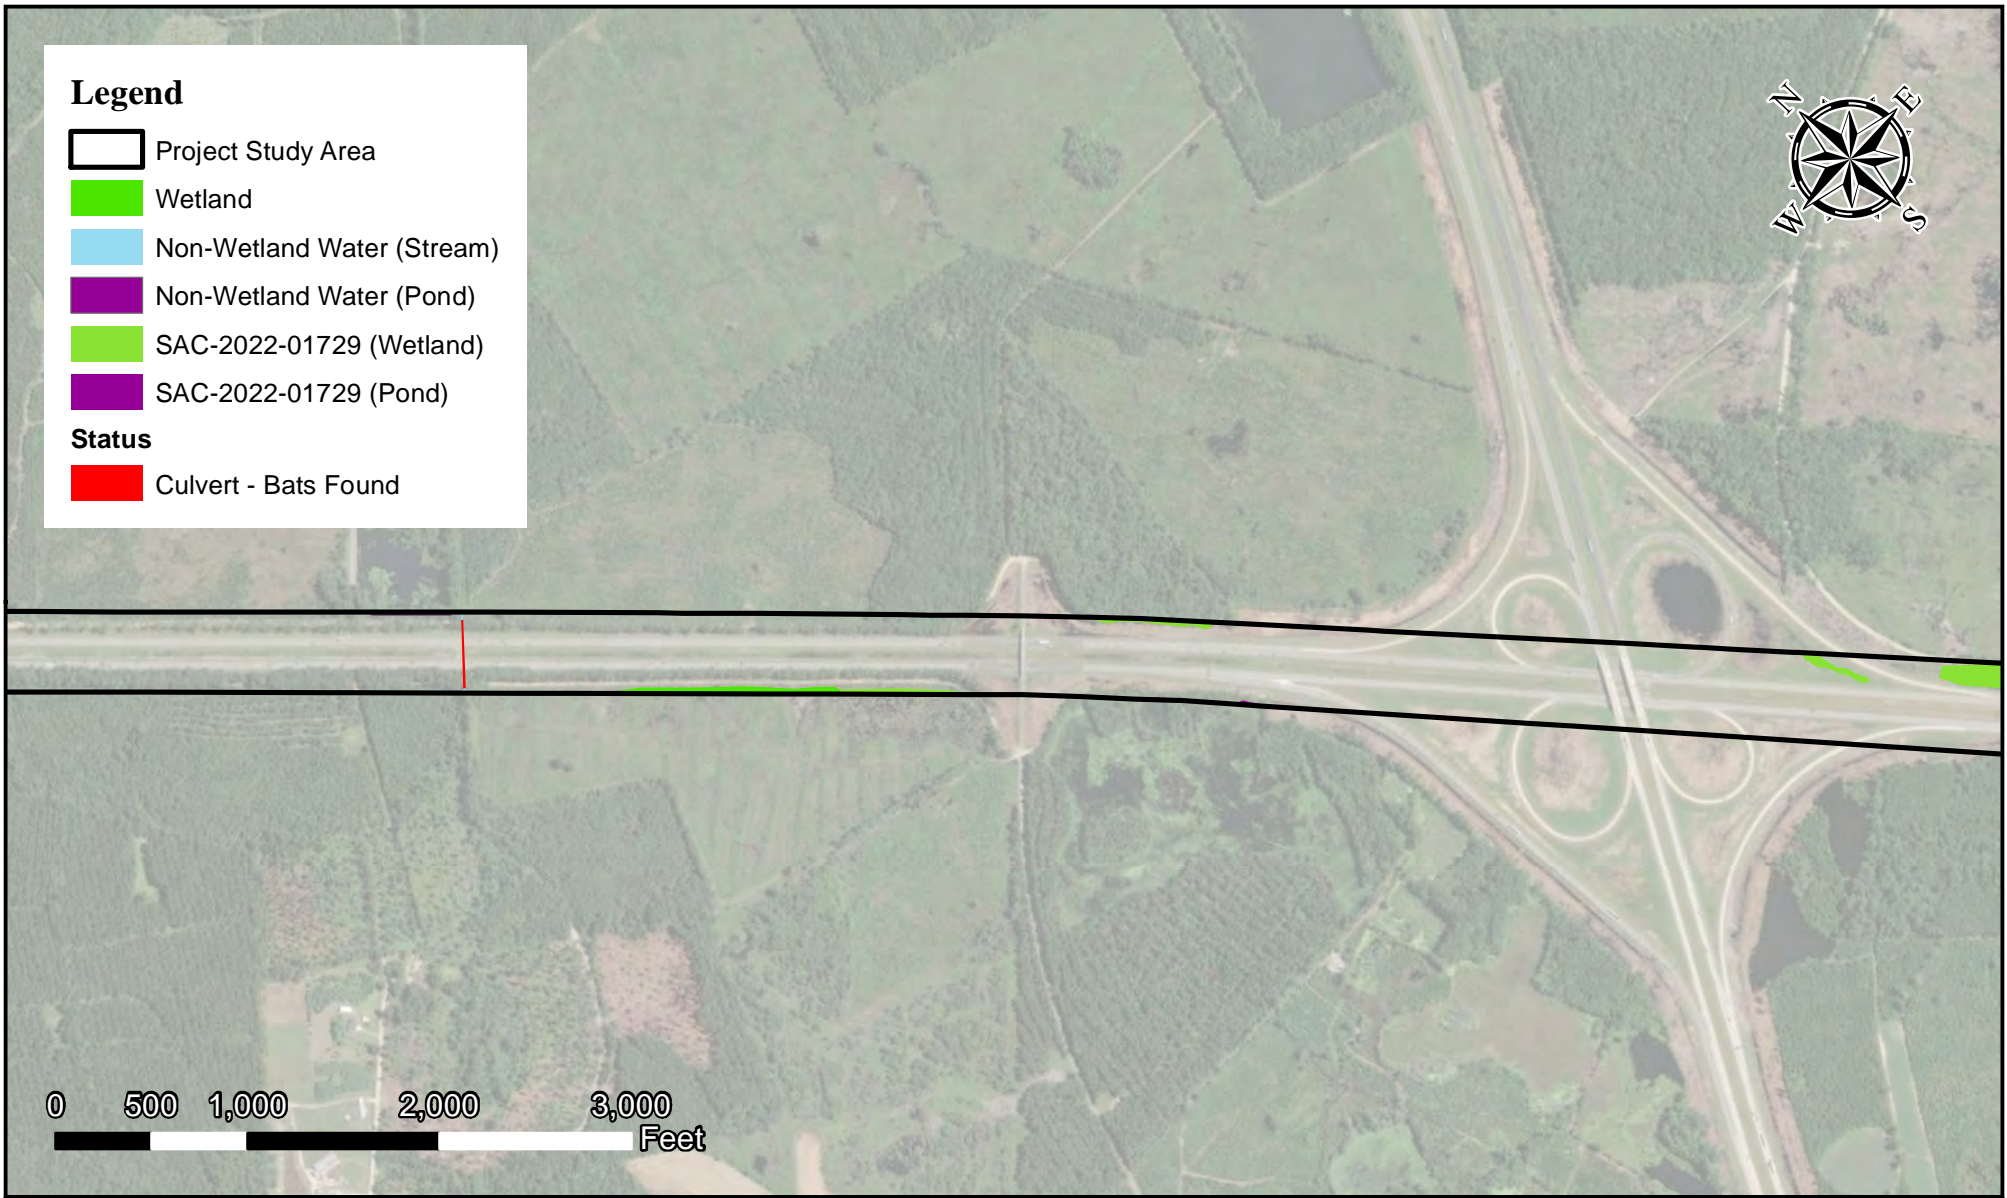 Legend
Project Study Area
Wetland
Non-Wetland Water (Stream)
Non-Wetland Water (Pond)
SAC-2022-01729 (Wetland)
SAC-2022-01729 (Pond)
Status
Culvert - Bats Found
N E
W S
0 500 1,000 2,000 3,000
Feet